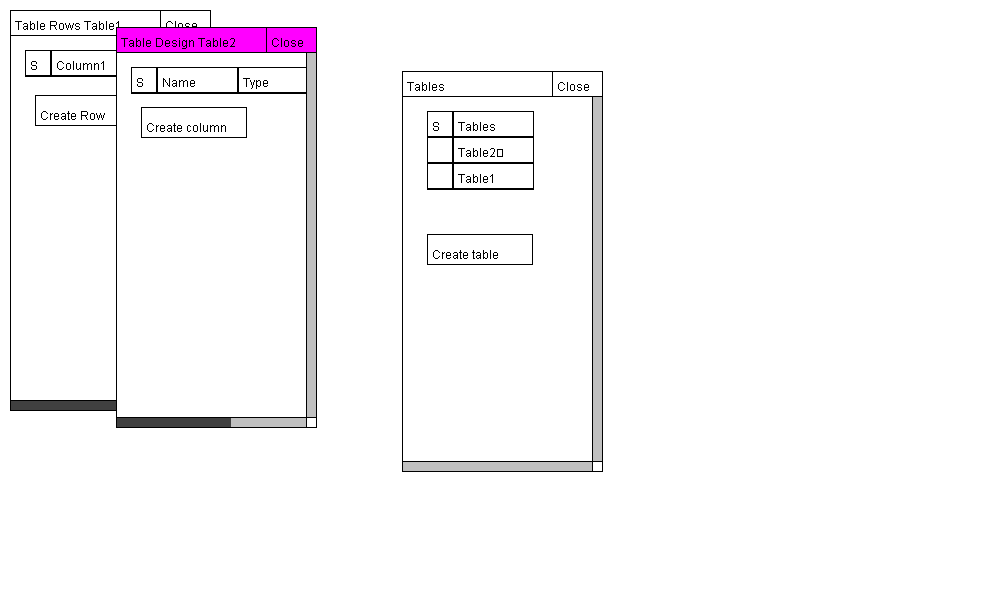 Table Rows Table1 Close
S Column1
Create Row
Table Design Table2 Close
S Name Type
Create column
Tables Close
S Tables
Table2▯
Table1
Create table